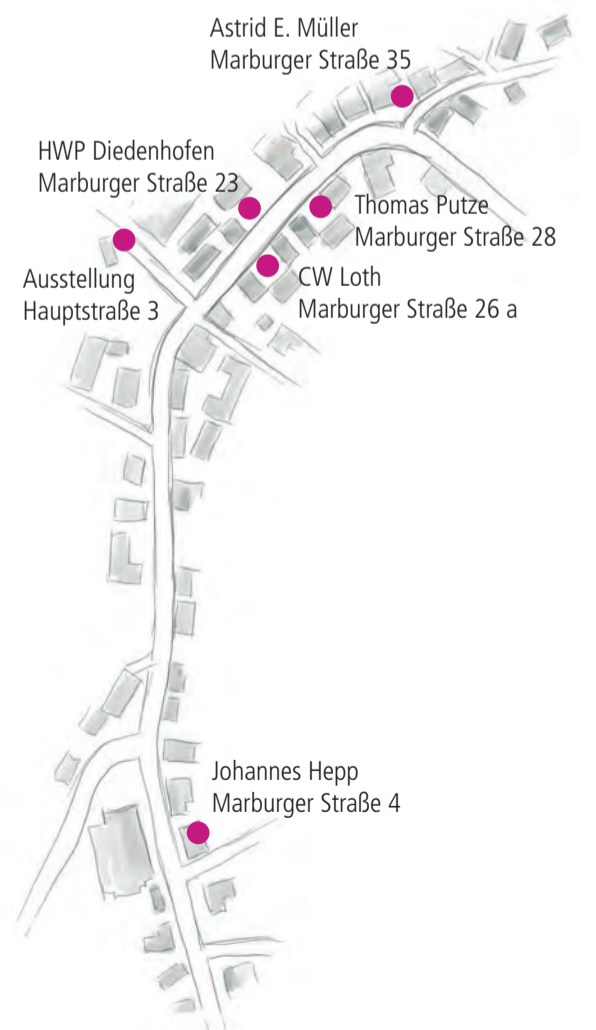 Astrid E. Müller
Marburger Straße 35
HWP Diedenhofen
Marburger Straße 23
Thomas Putze
Marburger Straße 28
Ausstellung
Hauptstraße 3
CW Loth
Marburger Straße 26 a
Johannes Hepp
Marburger Straße 4